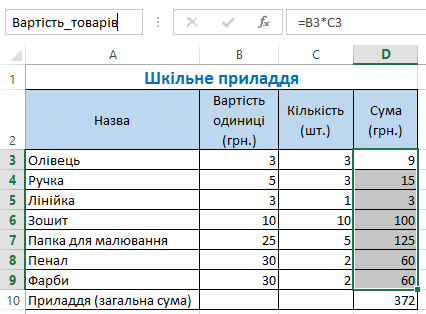 Вартість_товарів
fx
=B3*C3
A B C D
1 Шкільне приладдя
2 Назва Вартість одиниці (грн.) Кількість (шт.) Сума (грн.)
3 Олівець 3 3 9
4 Ручка 5 3 15
5 Лінійка 3 1 3
6 Зошит 10 10 100
7 Папка для малювання 25 5 125
8 Пенал 30 2 60
9 Фарби 30 2 60
10 Приладдя (загальна сума) 372